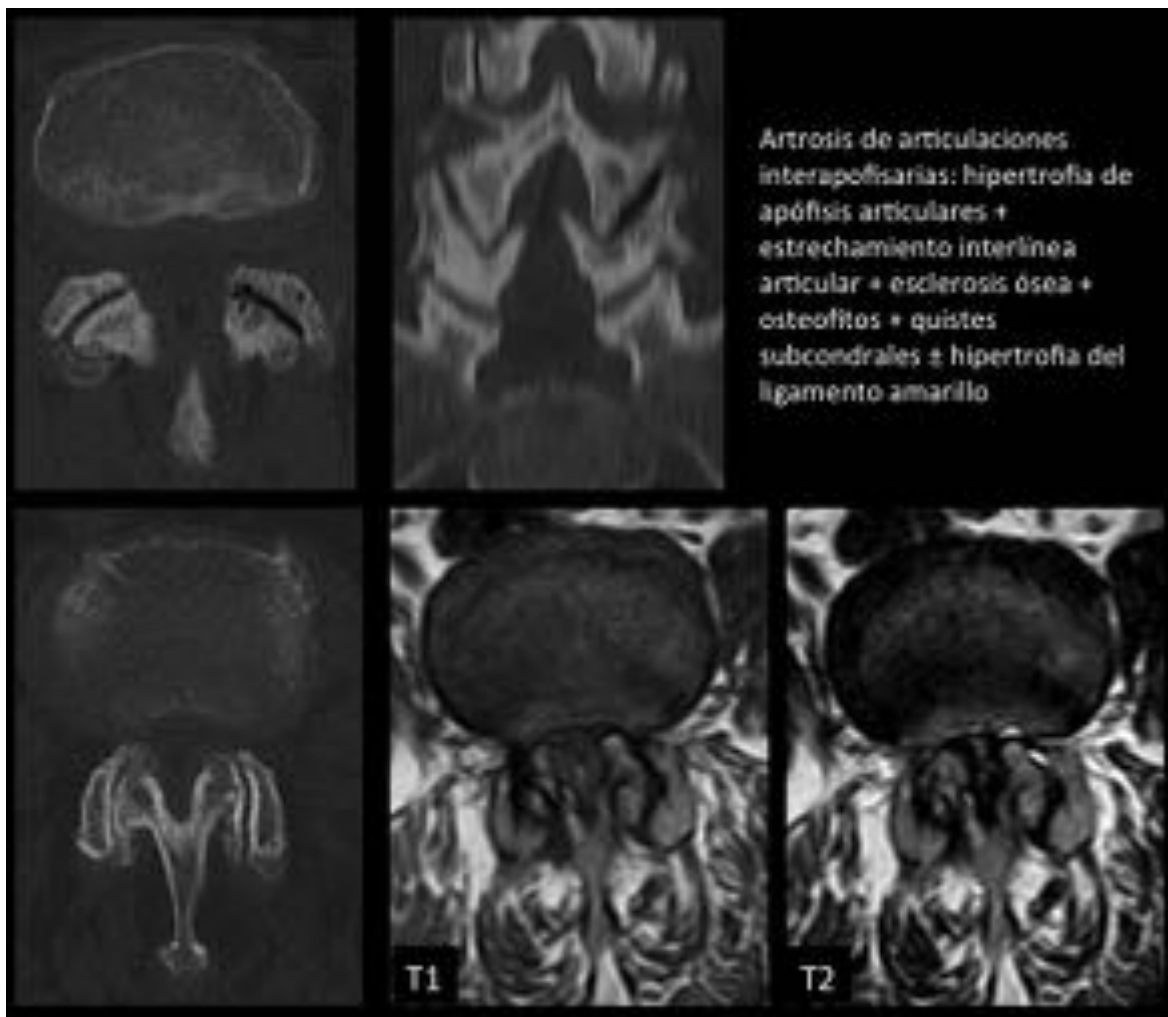 Artrosis de articulaciones
interapofisarias: hipertrofia de
apófisis articulares +
estrechamiento interlínea
articular + esclerosis ósea +
osteofitos + quistes
subcondrales ± hipertrofia del
ligamento amarillo
T1
T2